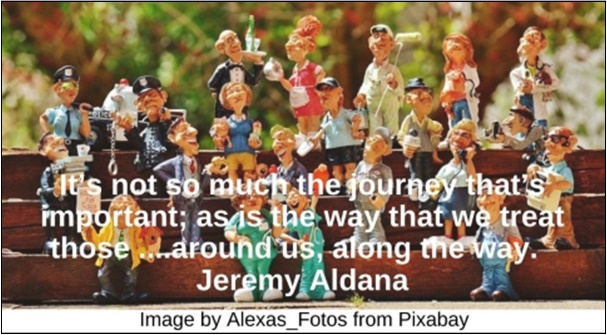 It's not so much the journey that's
important; as is the way that we treat
those ....around us, along the way.
Jeremy Aldana
Image by Alexas_Fotos from Pixabay